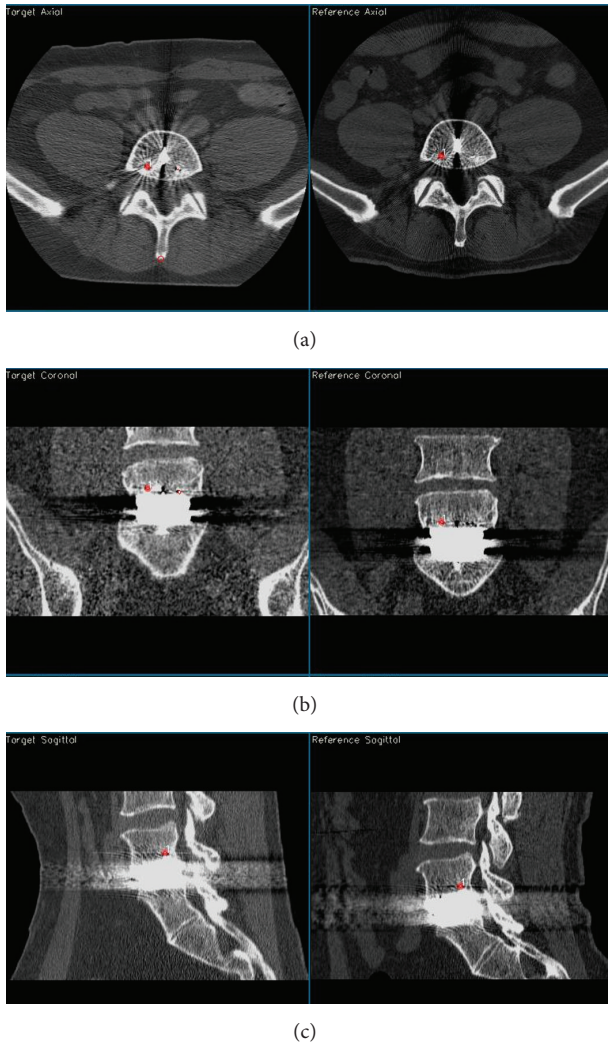 Target Axial
Reference Axial
(a)
Target Coronal
Reference Coronal
(b)
Target Sagittal
Reference Sagittal
(c)